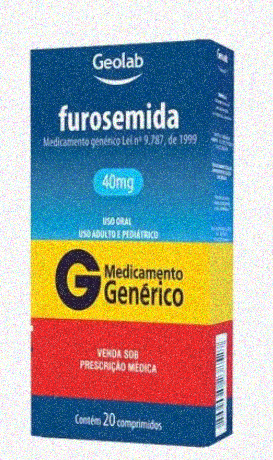 Geolab
furosemida
Medicamento genérico Lei nº 9.787, de 1999
40mg
USO ORAL
USO ADULTO E PEDIÁTRICO
G Medicamento
Genérico
VENDA SOB
PRESCRIÇÃO MÉDICA
Contém 20 comprimidos